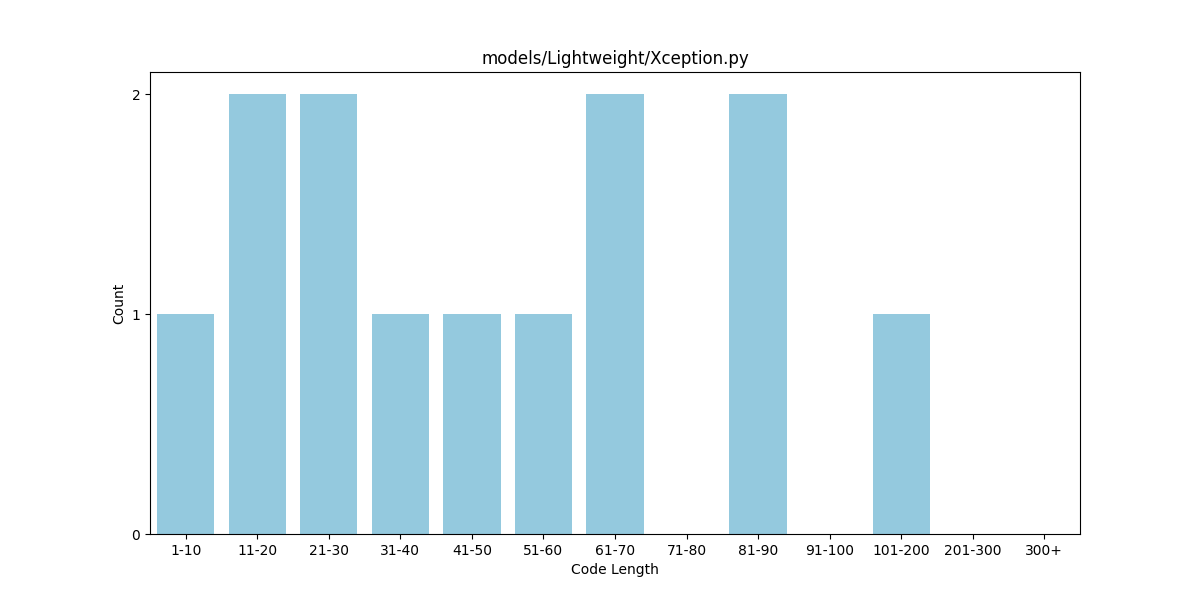 models/Lightweight/Xception.py
Count
2
1
0
1-10 11-20 21-30 31-40 41-50 51-60 61-70 71-80 81-90 91-100 101-200 201-300 300+
Code Length